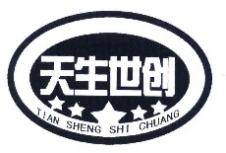 天生世创
TIAN SHENG SHI CHUANG